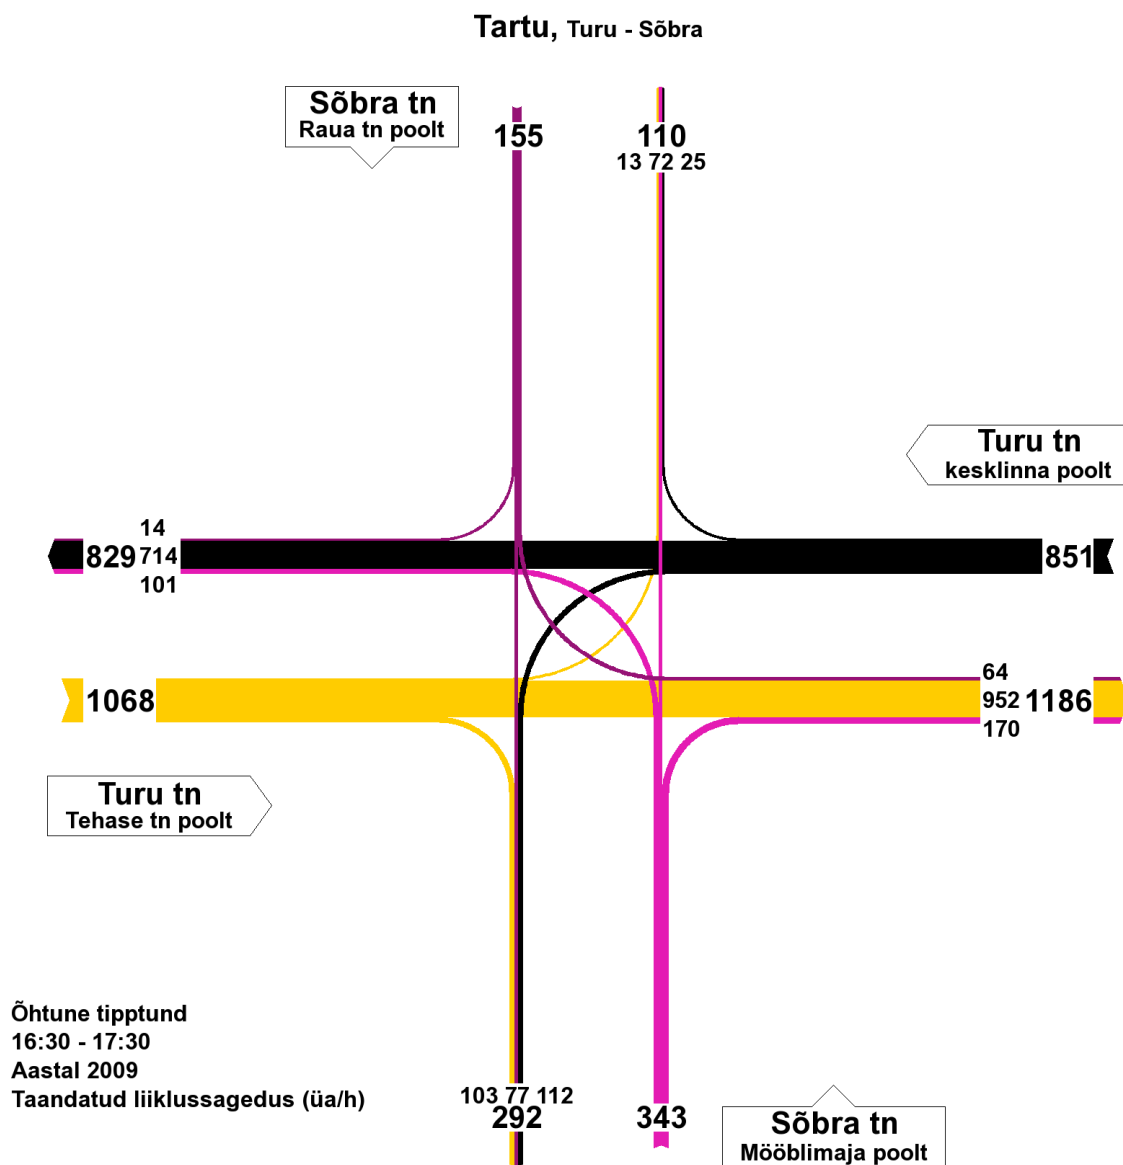 Tartu, Turu - Sõbra
Sõbra tn
Raua tn poolt
155
110
13 72 25
Turu tn
kesklinna poolt
14
829 714
101
851
64
952 1186
170
1068
Turu tn
Tehase tn poolt
Õhtune tipptund
16:30 - 17:30
Aastal 2009
Taandatud liiklussagedus (üa/h)
103 77 112
292
343
Sõbra tn
Mööblimaja poolt